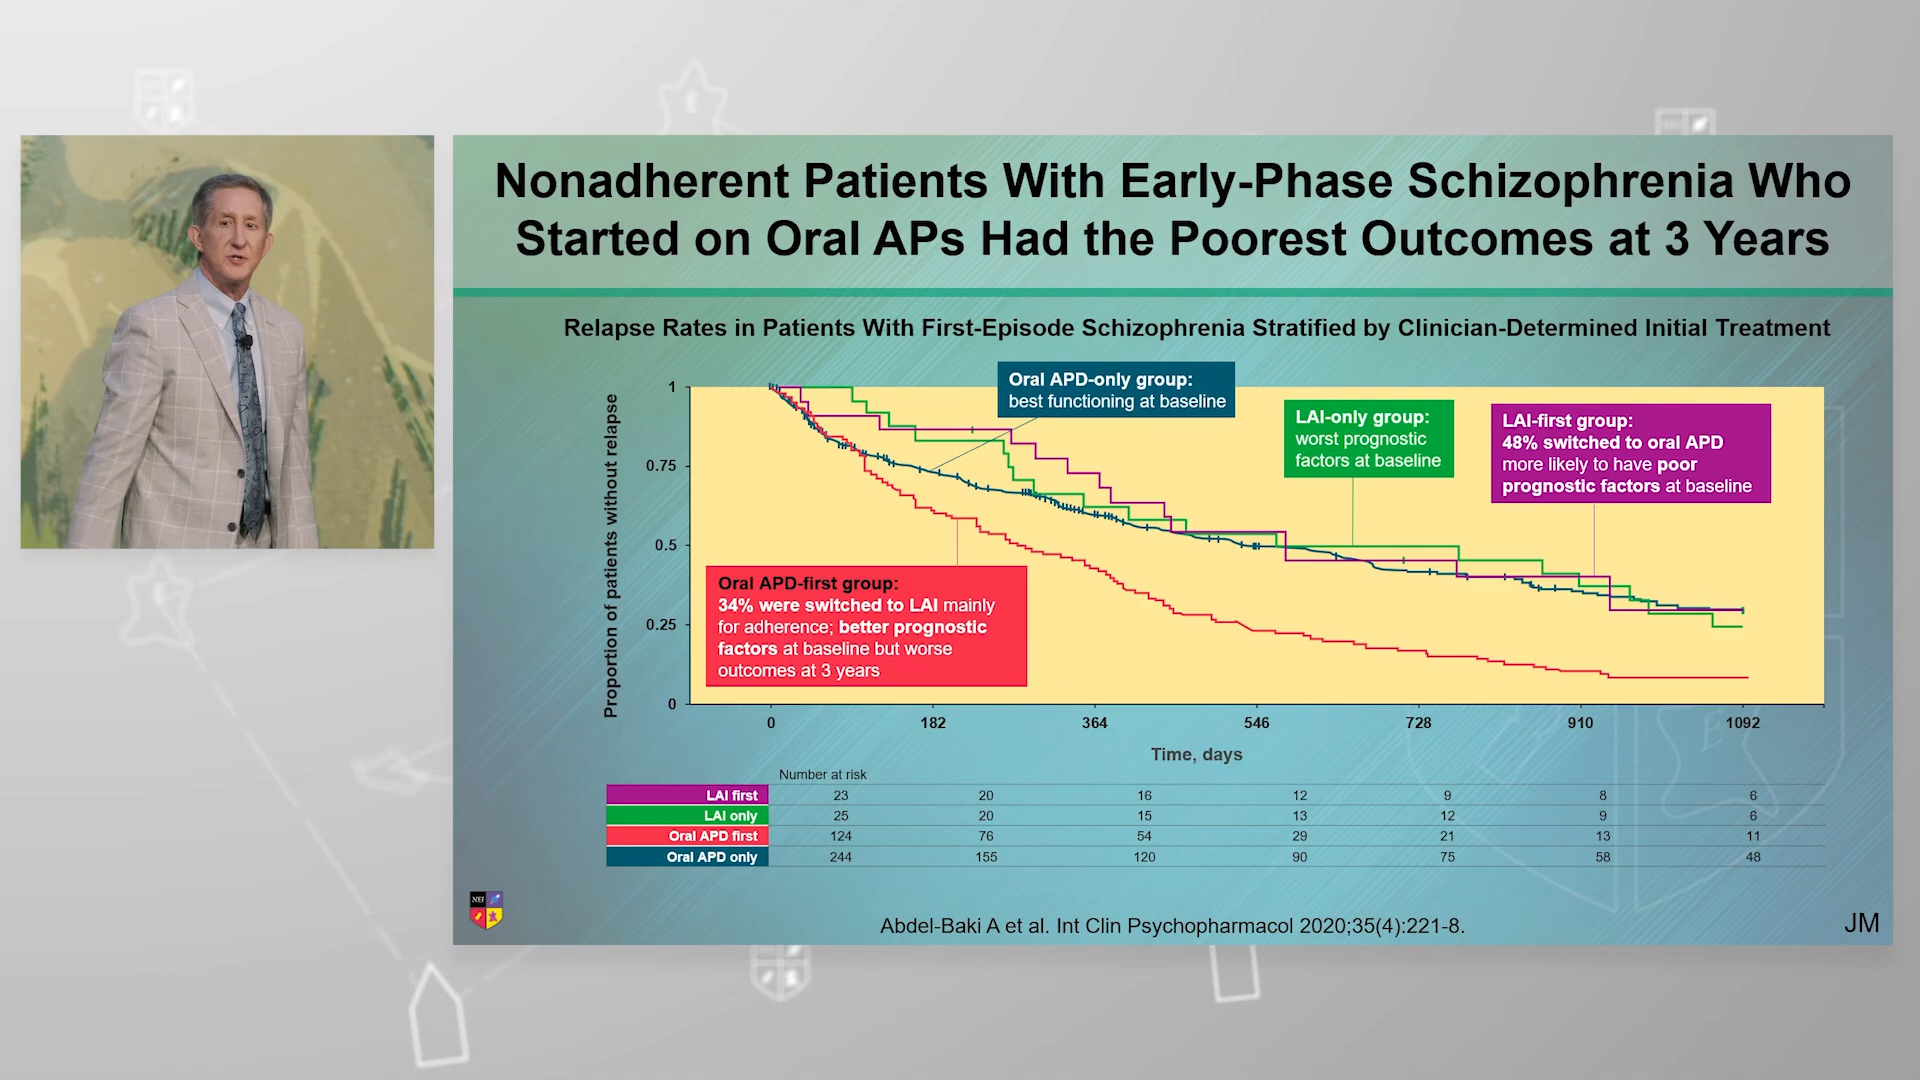 Nonadherent Patients With Early-Phase Schizophrenia Who
Started on Oral APs Had the Poorest Outcomes at 3 Years
Relapse Rates in Patients With First-Episode Schizophrenia Stratified by Clinician-Determined Initial Treatment
Proportion of patients without relapse
1
0.75
0.5
0.25
0
Oral APD-only group:
best functioning at baseline
LAI-only group:
worst prognostic
factors at baseline
LAI-first group:
48% switched to oral APD
more likely to have poor
prognostic factors at baseline
Oral APD-first group:
34% were switched to LAI mainly
for adherence; better prognostic
factors at baseline but worse
outcomes at 3 years
0 182 364 546 728 910 1092
Time, days
Number at risk
LAI first 23 20 16 12 9 8 6
LAI only 25 20 15 13 12 9 6
Oral APD first 124 76 54 29 21 13 11
Oral APD only 244 155 120 90 75 58 48
NEI
Abdel-Baki A et al. Int Clin Psychopharmacol 2020;35(4):221-8.
JM